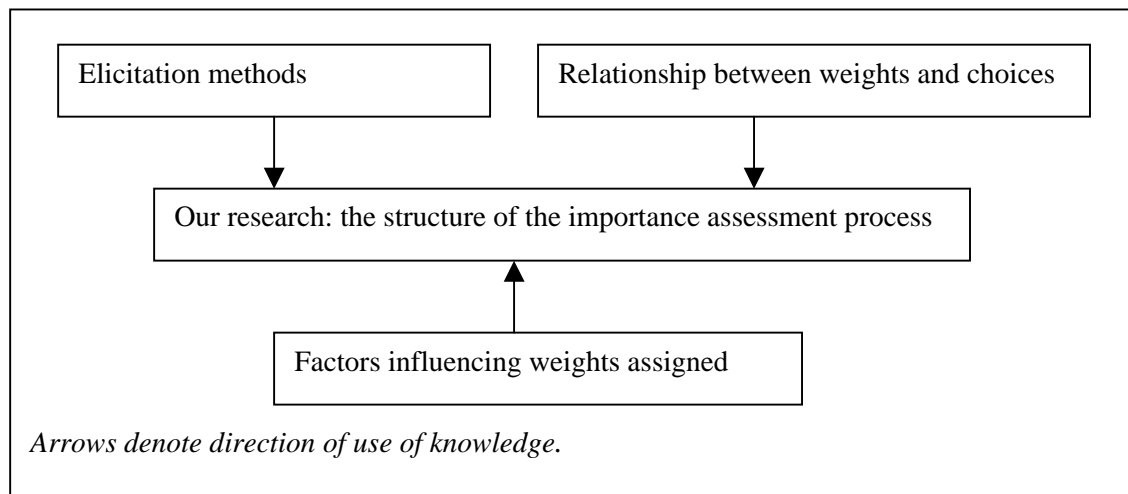 Elicitation methods
Relationship between weights and choices
Our research: the structure of the importance assessment process
Factors influencing weights assigned
Arrows denote direction of use of knowledge.